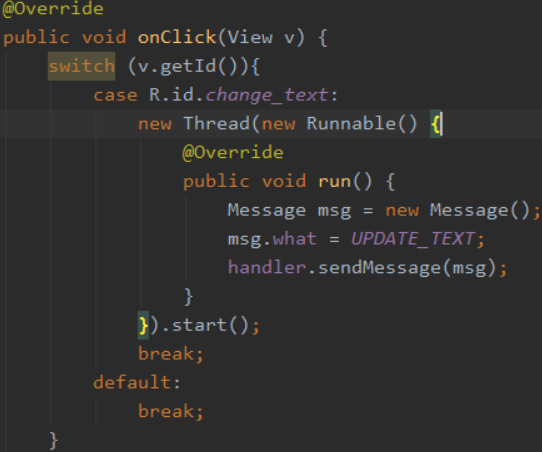 @Override
public void onClick(View v) {
switch (v.getId()){
case R.id.change_text:
new Thread(new Runnable() {
@Override
public void run() {
Message msg = new Message();
msg.what = UPDATE_TEXT;
handler.sendMessage(msg);
}
}).start();
break;
default:
break;
}